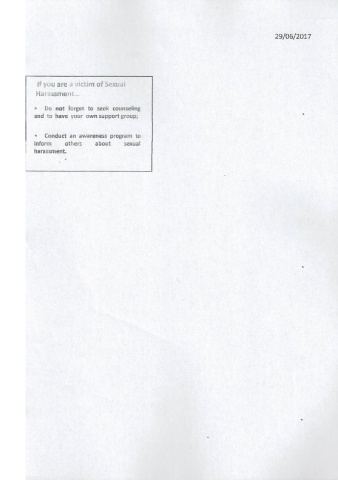 29/06/2017
If you are a victim of Sexual
Harassment...
• Do not forget to seek counseling
and to have your own support group;
• Conduct an awareness program to
inform others about sexual
harassment.